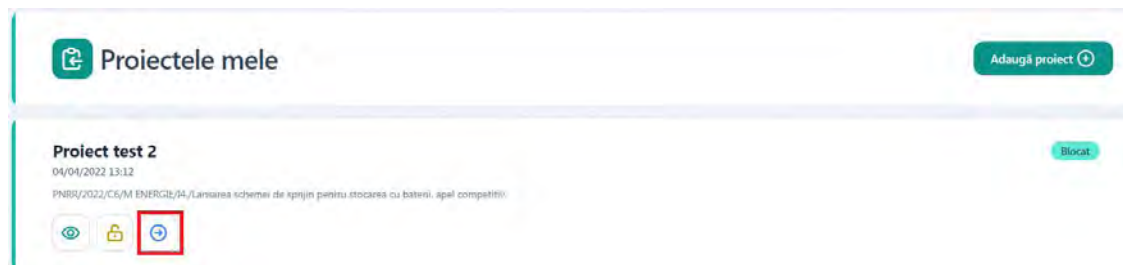 Proiectele mele
Adaugă proiect
Proiect test 2
Blocat
04/04/2022 13:12
PNRR/2022/C6/M ENERGIE/I4./Lansarea schemei de sprijin pentru stocarea cu baterii, apel competitiv.